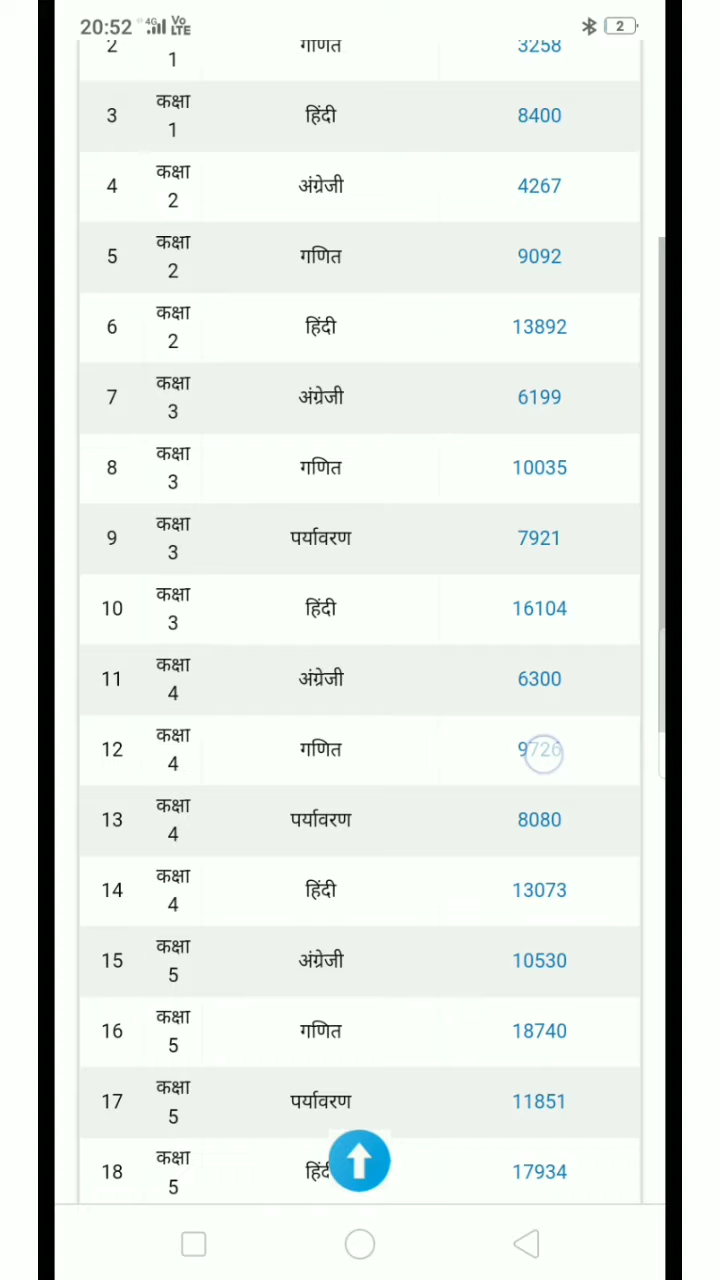 20:52 4G Vo LTE 2
2 1 गणित 3258
3 कक्षा 1 हिंदी 8400
4 कक्षा 2 अंग्रेजी 4267
5 कक्षा 2 गणित 9092
6 कक्षा 2 हिंदी 13892
7 कक्षा 3 अंग्रेजी 6199
8 कक्षा 3 गणित 10035
9 कक्षा 3 पर्यावरण 7921
10 कक्षा 3 हिंदी 16104
11 कक्षा 4 अंग्रेजी 6300
12 कक्षा 4 गणित 9726
13 कक्षा 4 पर्यावरण 8080
14 कक्षा 4 हिंदी 13073
15 कक्षा 5 अंग्रेजी 10530
16 कक्षा 5 गणित 18740
17 कक्षा 5 पर्यावरण 11851
18 कक्षा 5 हिंदी 17934